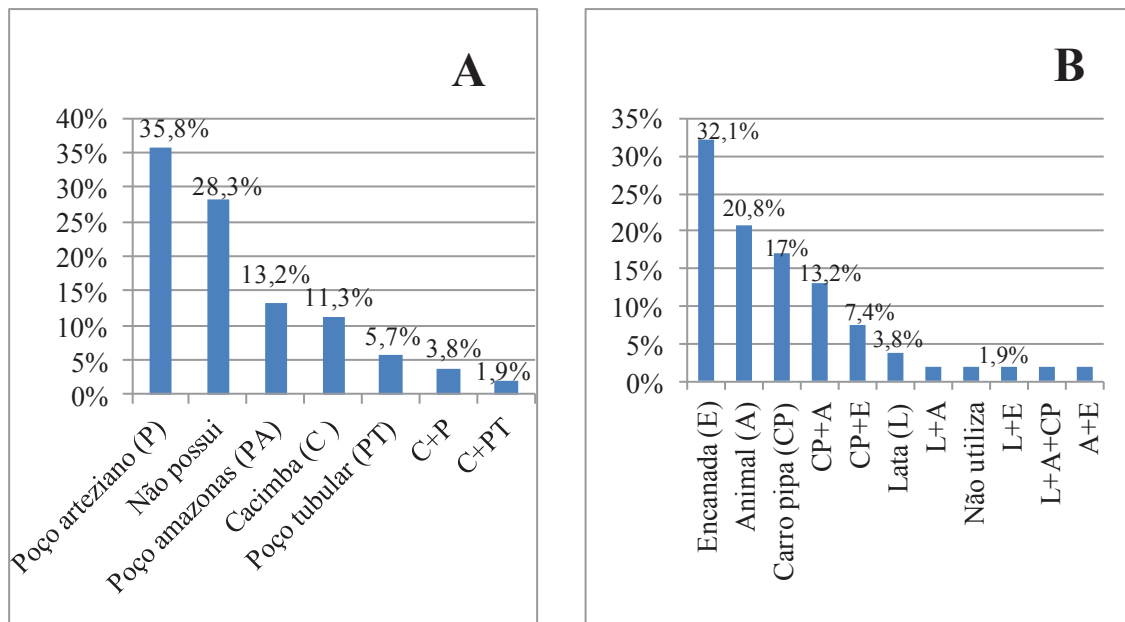 A
40%
35%
30%
25%
20%
15%
10%
5%
0%
35,8%
28,3%
13,2%
11,3%
5,7%
3,8%
1,9%
Poço arteziano (P)
Não possui
Poço amazonas (PA)
Cacimba (C )
Poço tubular (PT)
C+P
C+PT
B
35%
30%
25%
20%
15%
10%
5%
0%
32,1%
20,8%
17%
13,2%
7,4%
3,8%
1,9%
Encanada (E)
Animal (A)
Carro pipa (CP)
CP+A
CP+E
Lata (L)
L+A
Não utiliza
L+E
L+A+CP
A+E